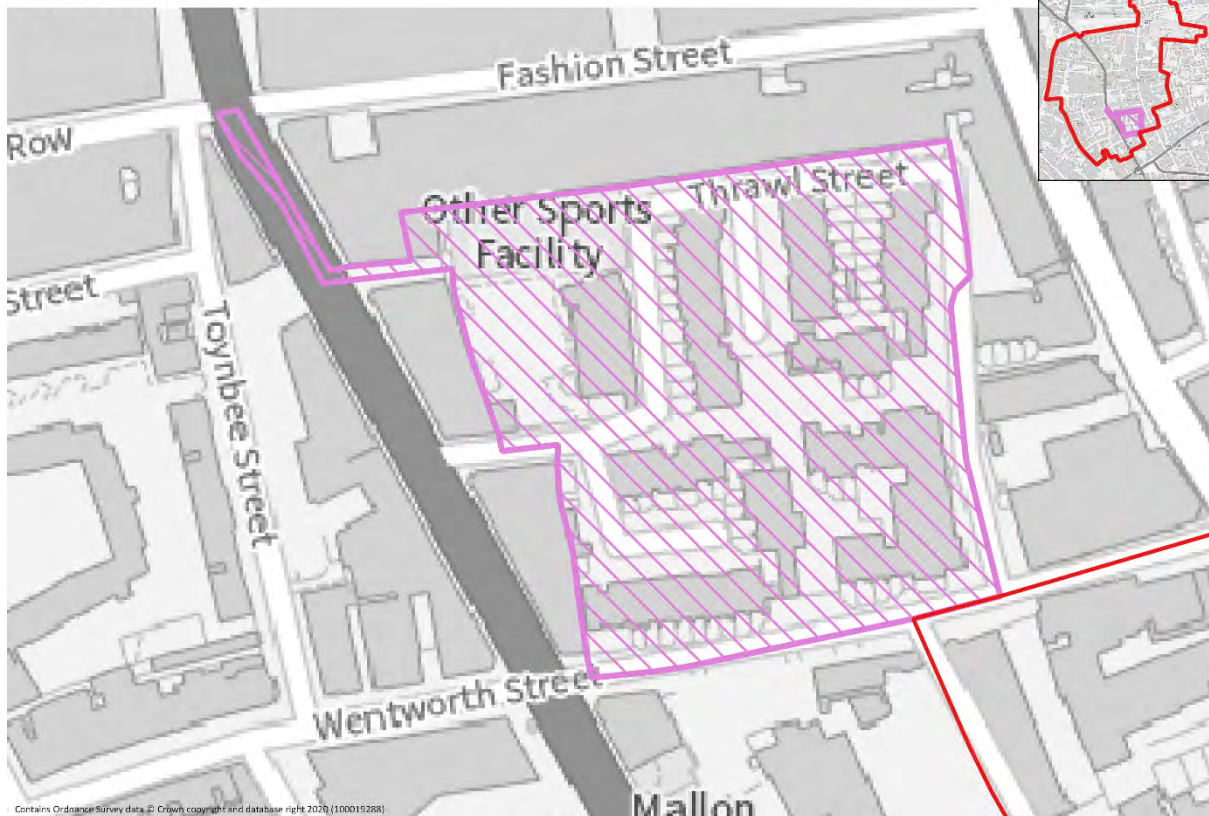 Fashion Street
Row
Thrawl Street
Other Sports
Facility
Street
Toynbee Street
Wentworth Street
Mallon
Contains Ordnance Survey data © Crown copyright and database right 2020 (100019288)